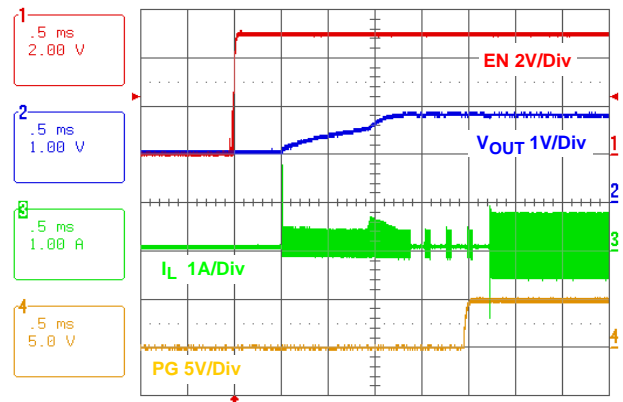 1
.5 ms
2.00 V
EN 2V/Div
2
.5 ms
1.00 V
VOUT 1V/Div
1
2
3
.5 ms
1.00 A
IL 1A/Div
3
4
.5 ms
5.0 V
PG 5V/Div
4